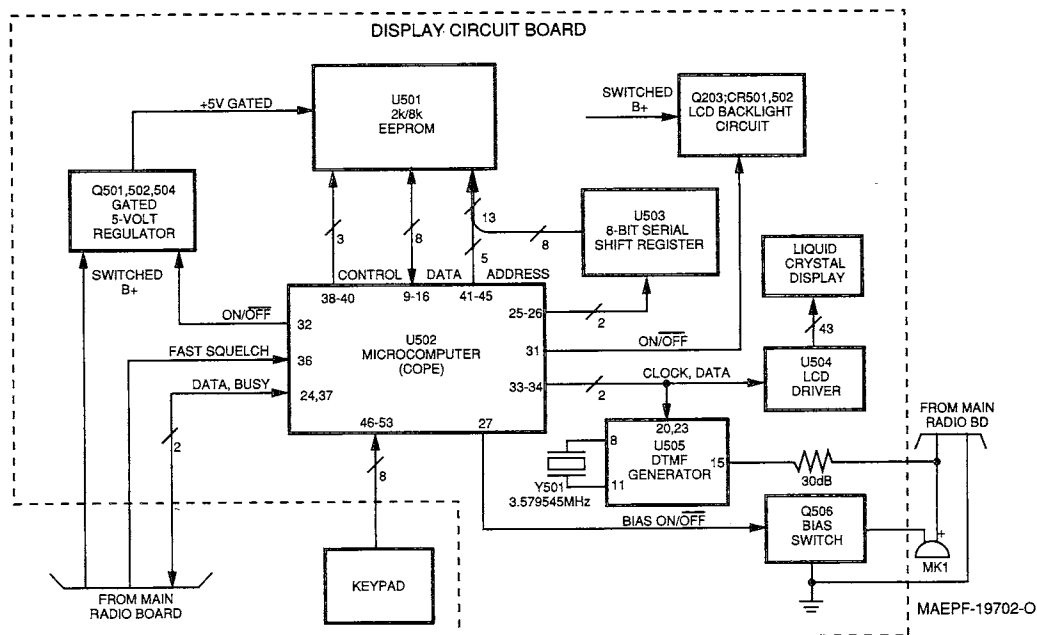 DISPLAY CIRCUIT BOARD
+5V GATED
U501
2k/8k
EEPROM
SWITCHED
B+
Q203;CR501,502
LCD BACKLIGHT
CIRCUIT
Q501,502,504
GATED
5-VOLT
REGULATOR
13
3
8
5
8
U503
8-BIT SERIAL
SHIFT REGISTER
LIQUID
CRYSTAL
DISPLAY
SWITCHED
B+
CONTROL
DATA
ADDRESS
38-40
9-16
41-45
25-26
2
43
ON/OFF
32
U502
MICROCOMPUTER
(COPE)
31
ON/OFF
FAST SQUELCH
36
U504
LCD
DRIVER
DATA, BUSY
24,37
33-34
2
CLOCK, DATA
46-53
27
FROM MAIN
RADIO BD
20,23
8
U505
DTMF
GENERATOR
15
11
2
8
Y501
3.579545MHz
30dB
BIAS ON/OFF
Q506
BIAS
SWITCH
+
MK1
KEYPAD
FROM MAIN
RADIO BOARD
MAEPF-19702-O